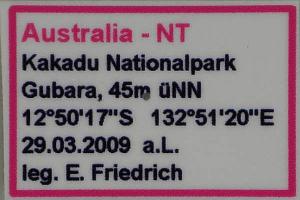 Australia - NT
Kakadu Nationalpark
Gubara, 45m üNN
12°50'17"S 132°51'20"E
29.03.2009 a.L.
leg. E. Friedrich